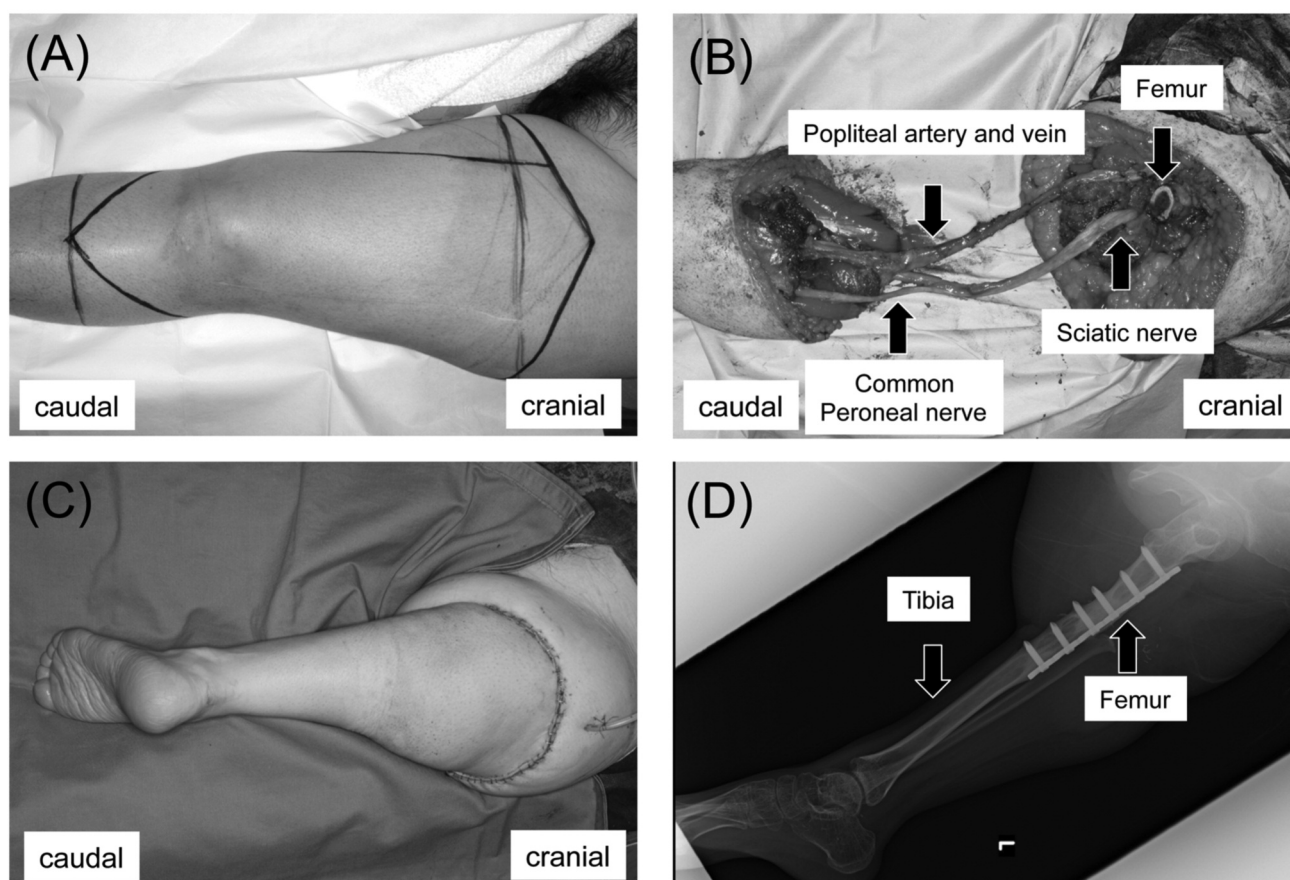 (A)
caudal
cranial
(B)
Femur
Popliteal artery and vein
Sciatic nerve
Common
Peroneal nerve
caudal
cranial
(C)
caudal
cranial
(D)
Tibia
Femur
L